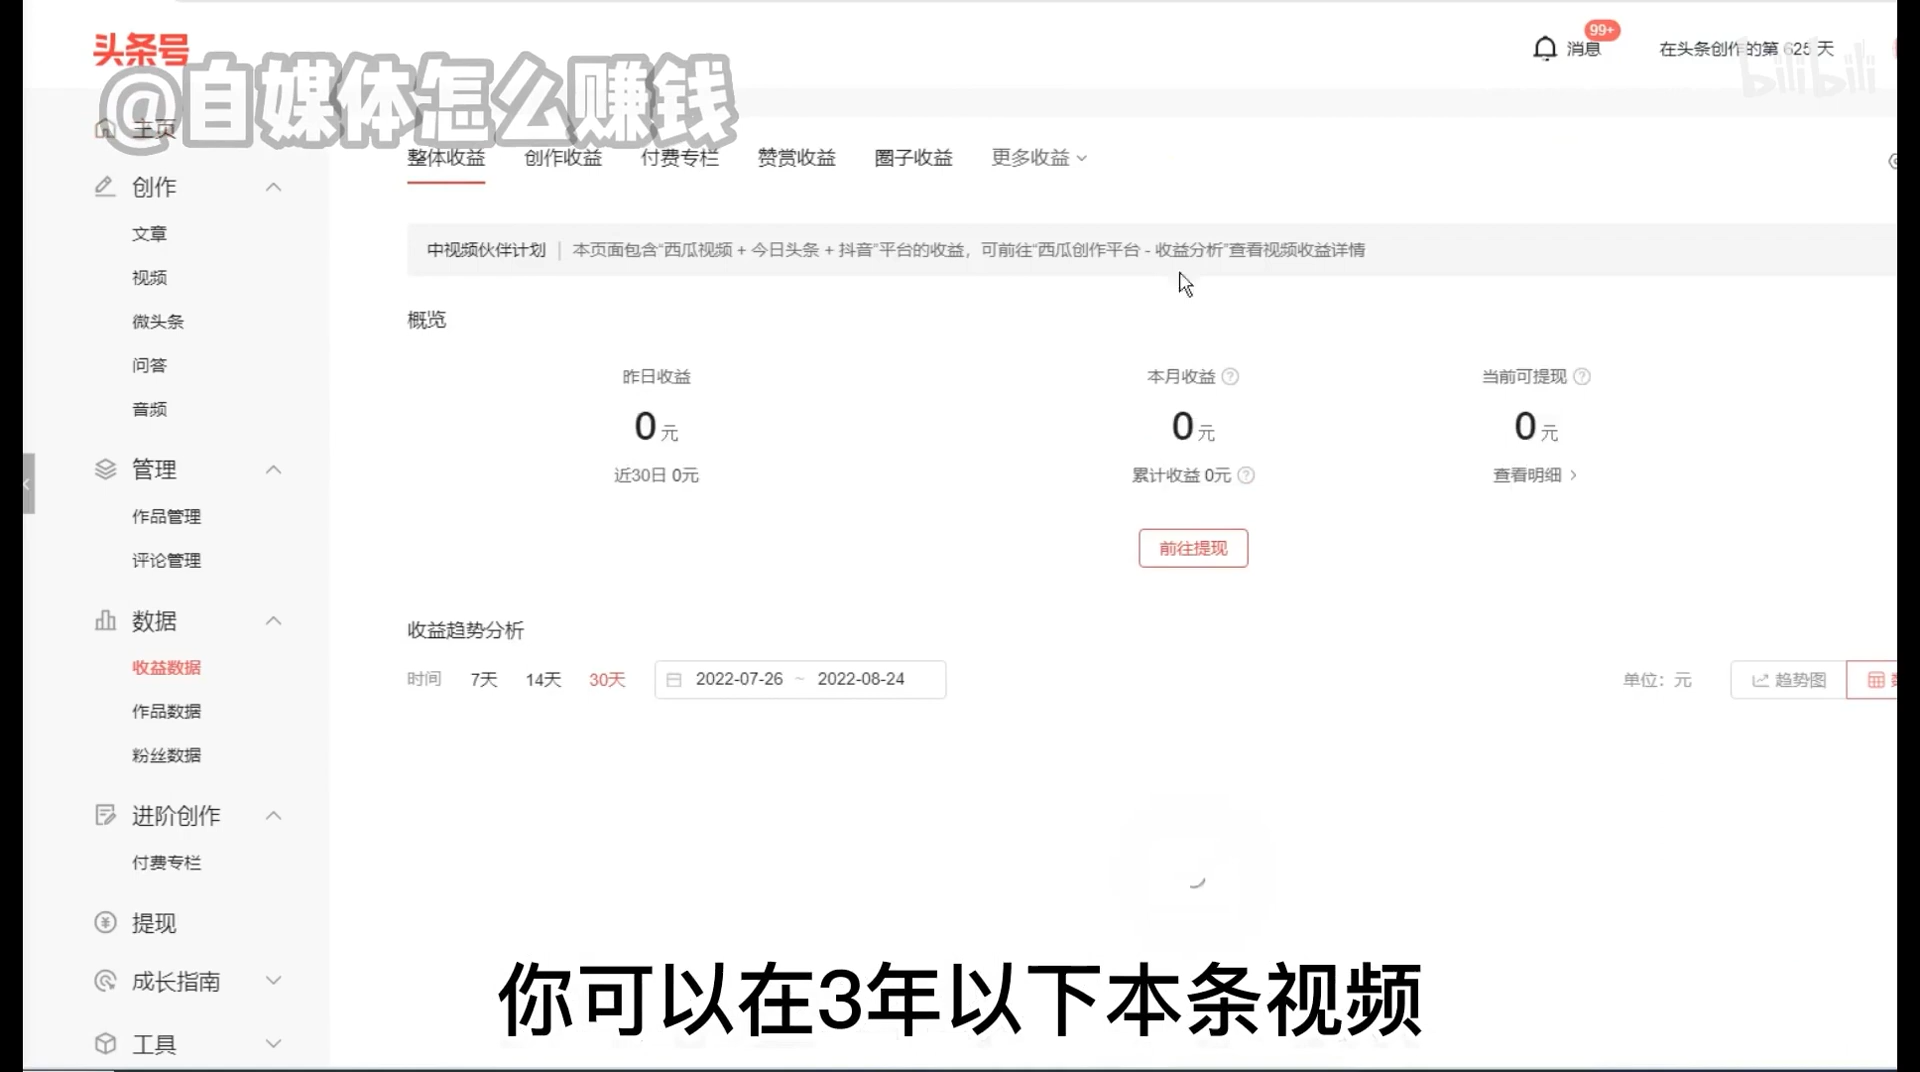 头条号
消息
99+
在头条创作的第 625 天
bilibili
@自媒体怎么赚钱
主页
创作
文章
视频
微头条
问答
音频
管理
作品管理
评论管理
数据
收益数据
作品数据
粉丝数据
进阶创作
付费专栏
提现
成长指南
工具
整体收益 创作收益 付费专栏 赞赏收益 圈子收益 更多收益
中视频伙伴计划 | 本页面包含"西瓜视频 + 今日头条 + 抖音"平台的收益，可前往"西瓜创作平台 - 收益分析"查看视频收益详情
概览
昨日收益 本月收益 当前可提现
0元 0元 0元
近30日 0元 累计收益 0元 查看明细
前往提现
收益趋势分析
时间 7天 14天 30天 2022-07-26 ~ 2022-08-24 单位：元 趋势图
你可以在3年以下本条视频